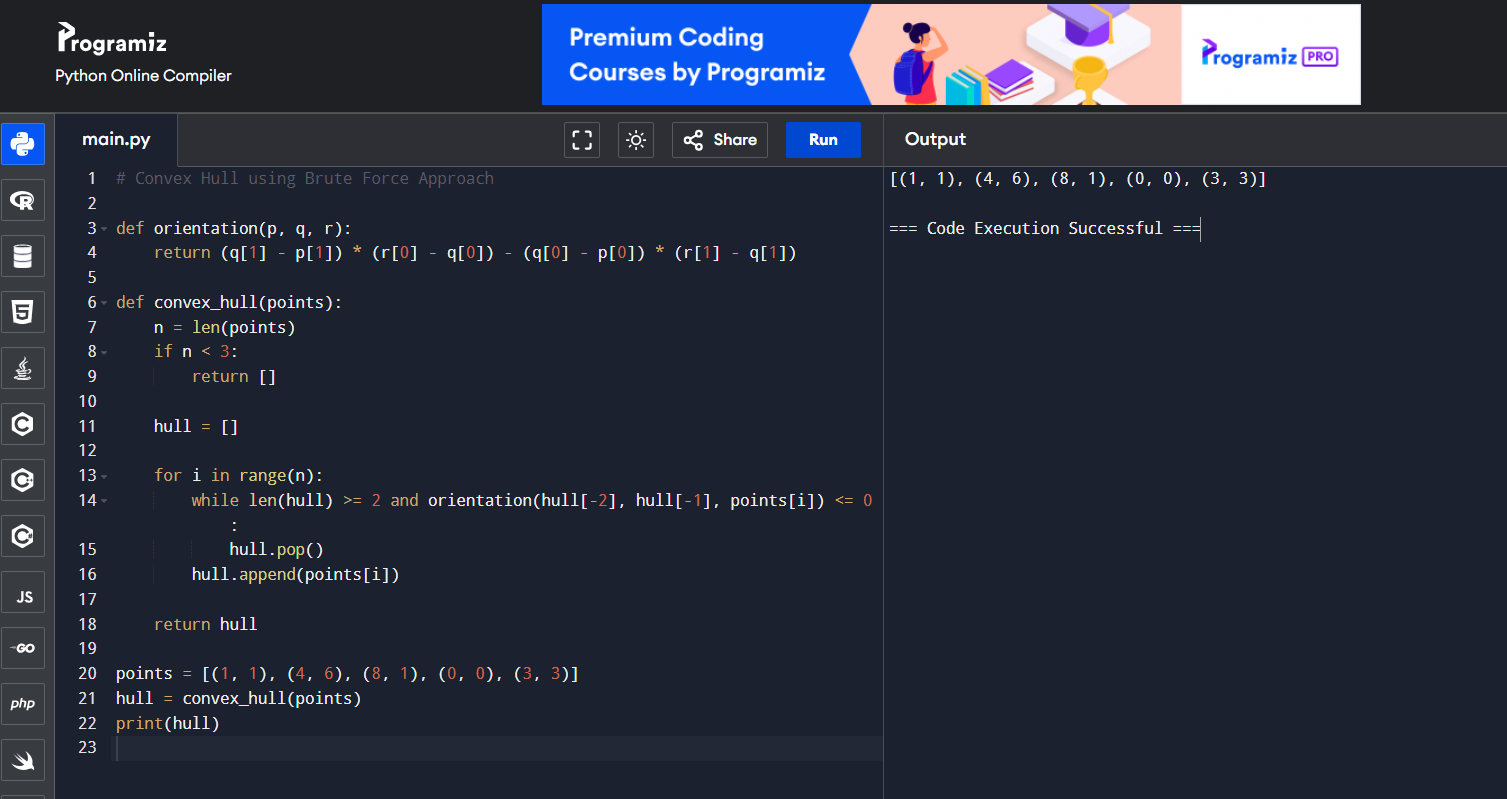 Programiz
Python Online Compiler
Premium Coding
Courses by Programiz
Programiz PRO
main.py
Share
Run
Output
1 # Convex Hull using Brute Force Approach
2
3 def orientation(p, q, r):
4     return (q[1] - p[1]) * (r[0] - q[0]) - (q[0] - p[0]) * (r[1] - q[1])
5
6 def convex_hull(points):
7     n = len(points)
8     if n < 3:
9         return []
10
11     hull = []
12
13     for i in range(n):
14         while len(hull) >= 2 and orientation(hull[-2], hull[-1], points[i]) <= 0
:
15             hull.pop()
16         hull.append(points[i])
17
18     return hull
19
20 points = [(1, 1), (4, 6), (8, 1), (0, 0), (3, 3)]
21 hull = convex_hull(points)
22 print(hull)
23
[(1, 1), (4, 6), (8, 1), (0, 0), (3, 3)]
=== Code Execution Successful ===
R
5
C
C
C
JS
GO
php